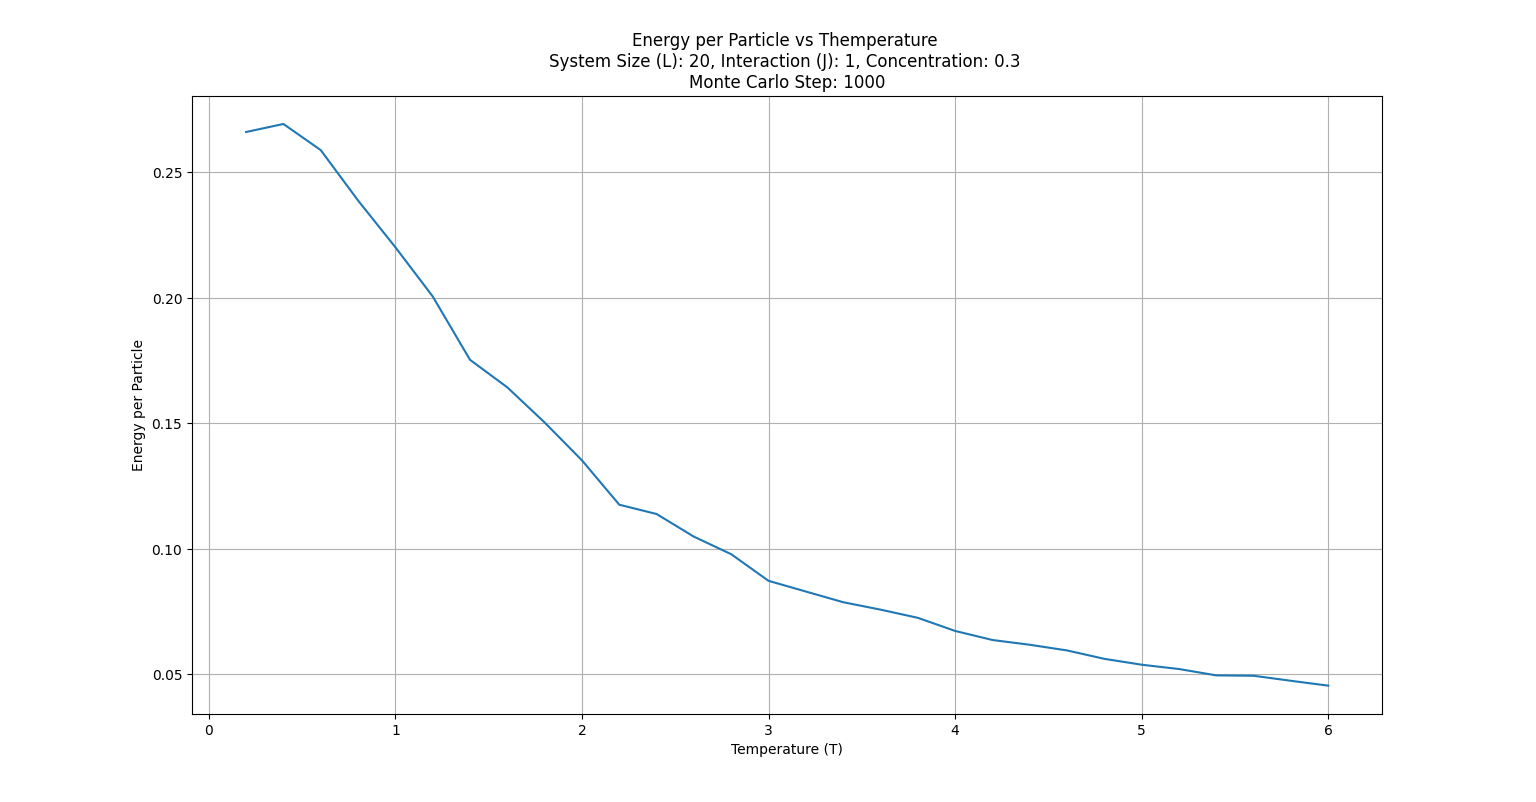 Energy per Particle vs Themperature
System Size (L): 20, Interaction (J): 1, Concentration: 0.3
Monte Carlo Step: 1000
Energy per Particle
0.25
0.20
0.15
0.10
0.05
0 1 2 3 4 5 6
Temperature (T)